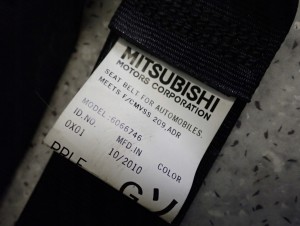 MITSUBISHI
MOTORS CORPORATION
SEAT BELT FOR AUTOMOBILES.
MEETS F/CMVSS 209,ADR
MODEL:6066746
ID.NO. MFD.IN COLOR
0X01 10/2010